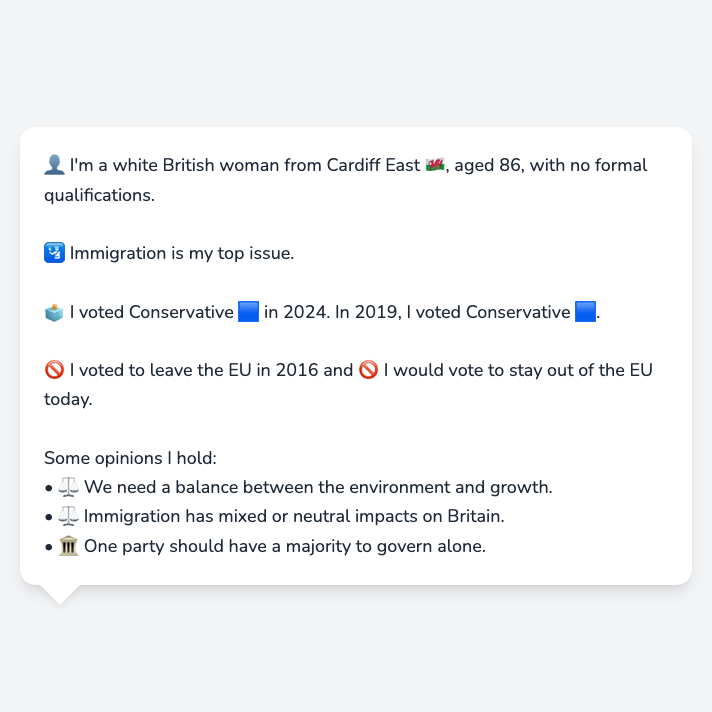 👤 I'm a white British woman from Cardiff East 🏴󠁧󠁢󠁷󠁬󠁳󠁿, aged 86, with no formal
qualifications.
🛂 Immigration is my top issue.
🗳️ I voted Conservative 🟦 in 2024. In 2019, I voted Conservative 🟦.
🚫 I voted to leave the EU in 2016 and 🚫 I would vote to stay out of the EU
today.
Some opinions I hold:
• ⚖️ We need a balance between the environment and growth.
• ⚖️ Immigration has mixed or neutral impacts on Britain.
• 🏛️ One party should have a majority to govern alone.